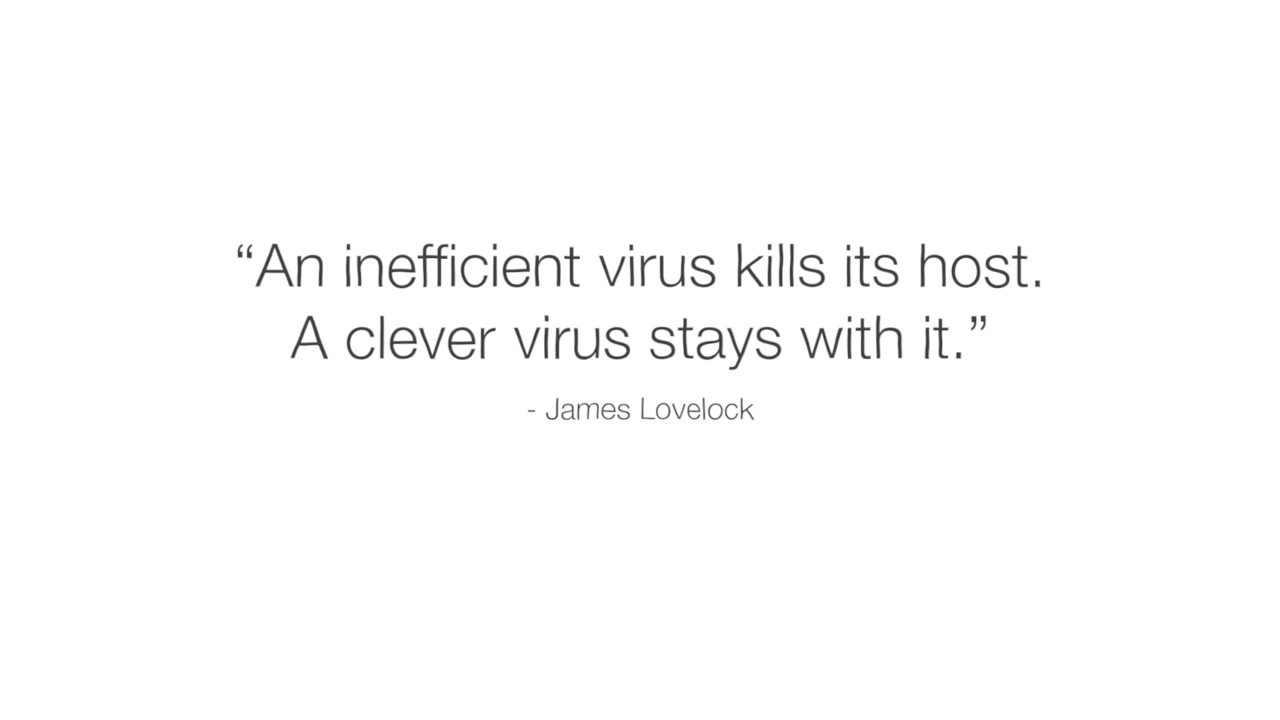 “An inefficient virus kills its host.
A clever virus stays with it.”
- James Lovelock